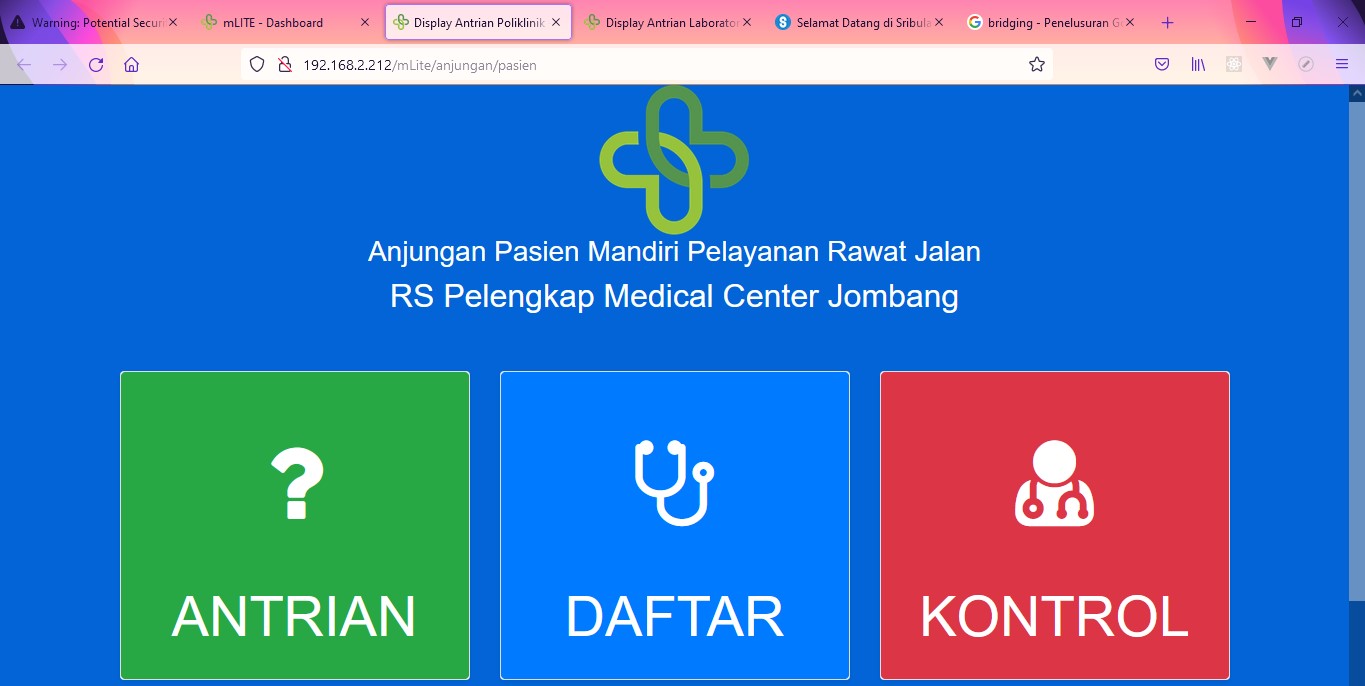 Warning: Potential Securi
mLITE - Dashboard
Display Antrian Poliklinik
Display Antrian Laborator
Selamat Datang di Sribula
bridging - Penelusuran G
192.168.2.212/mLite/anjungan/pasien
Anjungan Pasien Mandiri Pelayanan Rawat Jalan
RS Pelengkap Medical Center Jombang
ANTRIAN
DAFTAR
KONTROL